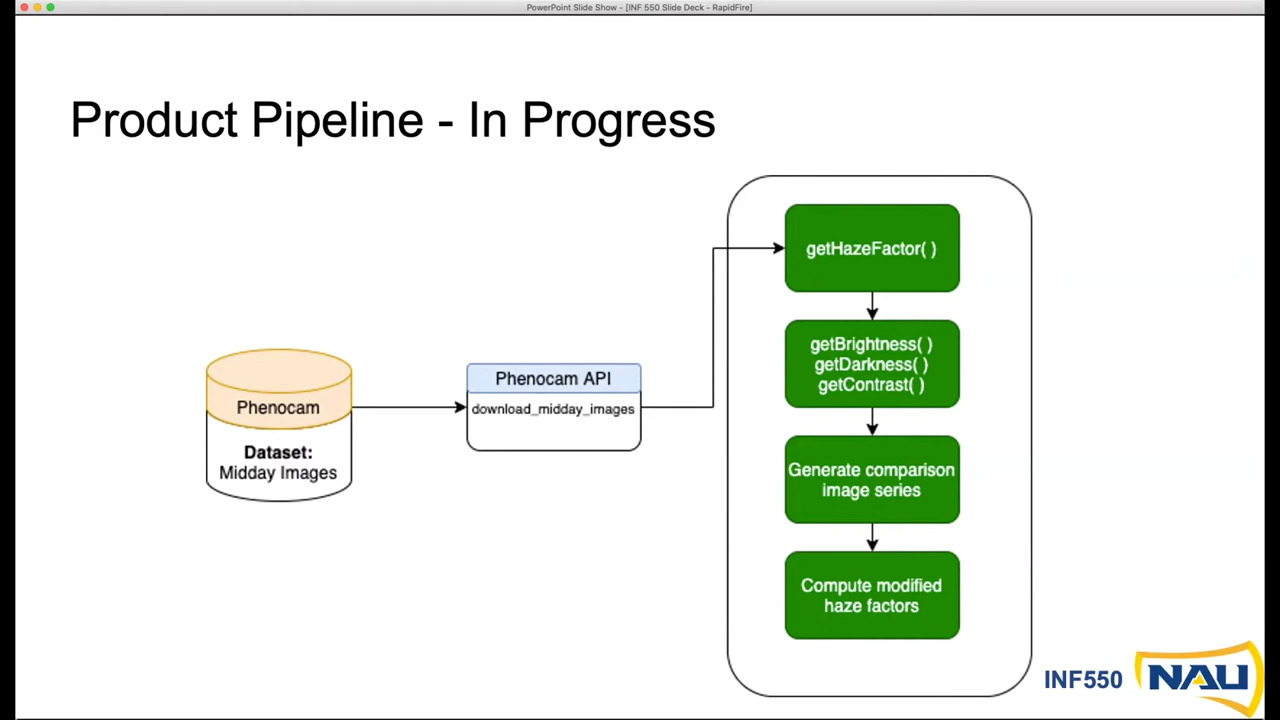 PowerPoint Slide Show - [INF 550 Slide Deck - RapidFire]
Product Pipeline - In Progress
Phenocam
Dataset:
Midday Images
Phenocam API
download_midday_images
getHazeFactor( )
getBrightness( )
getDarkness( )
getContrast( )
Generate comparison
image series
Compute modified
haze factors
INF550
NAU